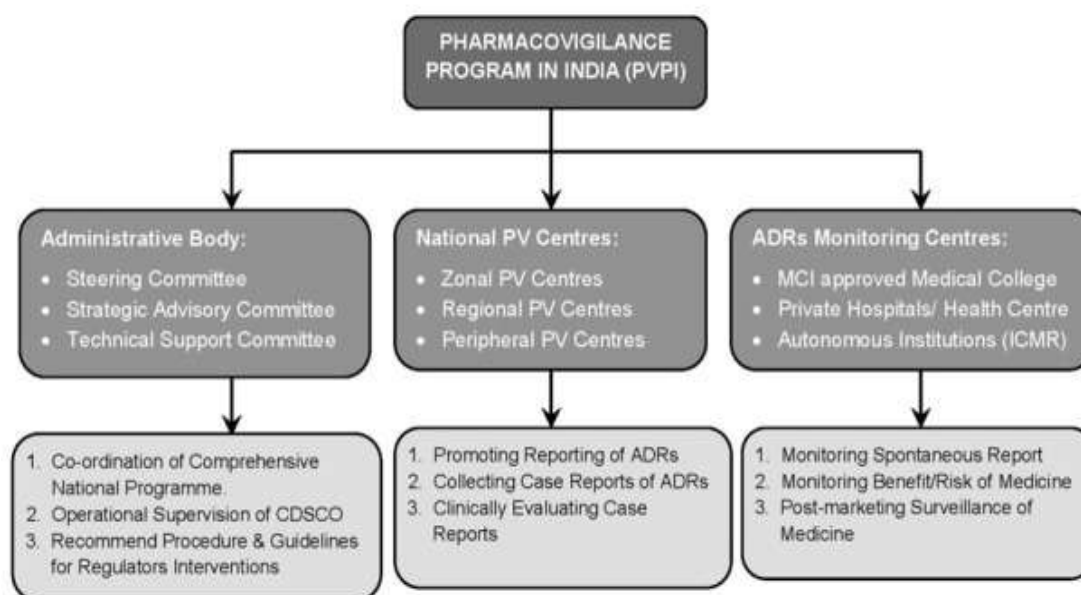 PHARMACOVIGILANCE
PROGRAM IN INDIA (PVPI)
Administrative Body:
• Steering Committee
• Strategic Advisory Committee
• Technical Support Committee
National PV Centres:
• Zonal PV Centres
• Regional PV Centres
• Peripheral PV Centres
ADRs Monitoring Centres:
• MCI approved Medical College
• Private Hospitals/ Health Centre
• Autonomous Institutions (ICMR)
1. Co-ordination of Comprehensive
National Programme.
2. Operational Supervision of CDSCO
3. Recommend Procedure & Guidelines
for Regulators Interventions
1. Promoting Reporting of ADRs
2. Collecting Case Reports of ADRs
3. Clinically Evaluating Case
Reports
1. Monitoring Spontaneous Report
2. Monitoring Benefit/Risk of Medicine
3. Post-marketing Surveillance of
Medicine